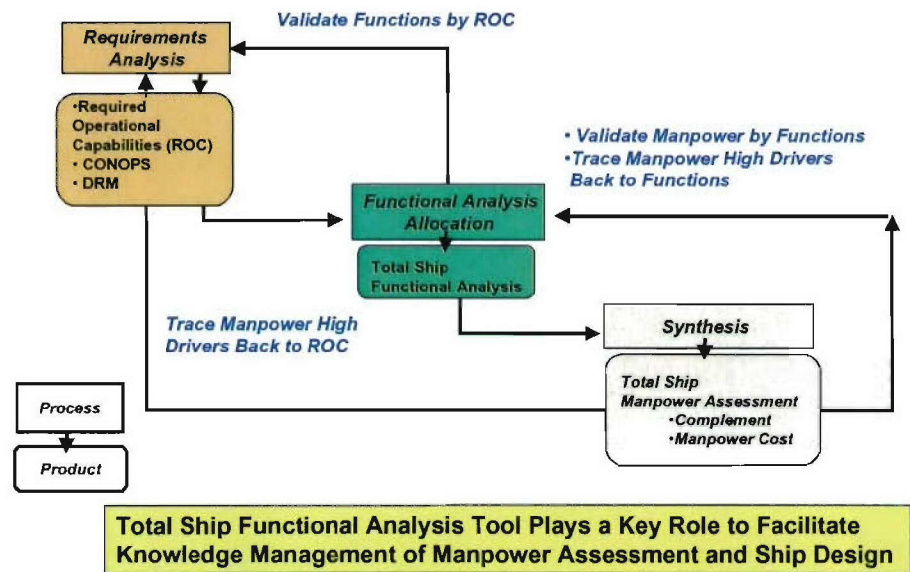 Validate Functions by ROC
Requirements
Analysis
•Required
Operational
Capabilities (ROC)
• CONOPS
• DRM
• Validate Manpower by Functions
•Trace Manpower High Drivers
Back to Functions
Functional Analysis
Allocation
Total Ship
Functional Analysis
Trace Manpower High
Drivers Back to ROC
Synthesis
Total Ship
Manpower Assessment
•Complement
•Manpower Cost
Process
Product
Total Ship Functional Analysis Tool Plays a Key Role to Facilitate
Knowledge Management of Manpower Assessment and Ship Design